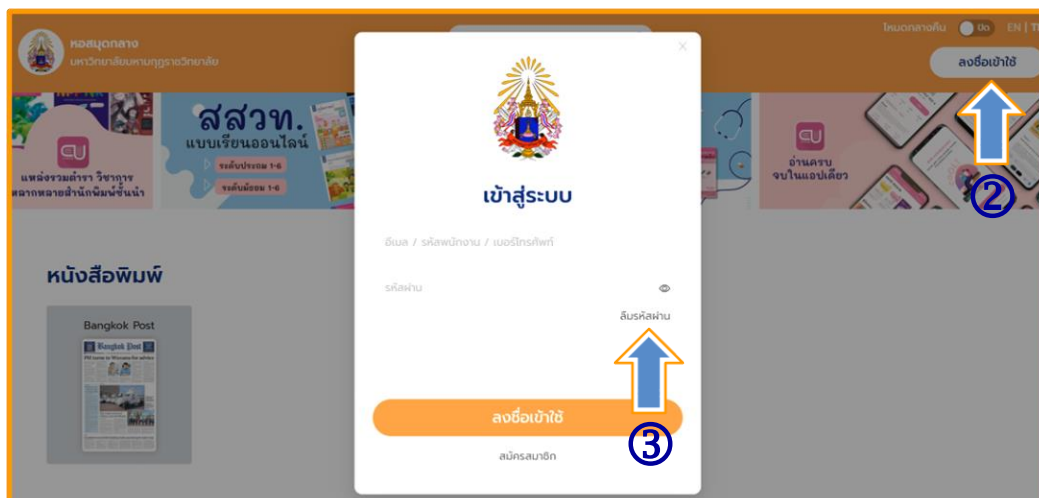 หอสมุดกลาง
มหาวิทยาลัยมหามกุฏราชวิทยาลัย
โหมดกลางคืน ปิด EN | TH
ลงชื่อเข้าใช้
②
แหล่งรวมตำรา วิชาการ
หลากหลายสำนักพิมพ์ชั้นนำ
สสวท.
แบบเรียนออนไลน์
ระดับประถม 1-6
ระดับมัธยม 1-6
อ่านครบ
จบในแอปเดียว
หนังสือพิมพ์
Bangkok Post
Bangkok Post
×
เข้าสู่ระบบ
อีเมล / รหัสพนักงาน / เบอร์โทรศัพท์
รหัสผ่าน
ลืมรหัสผ่าน
ลงชื่อเข้าใช้
③
สมัครสมาชิก